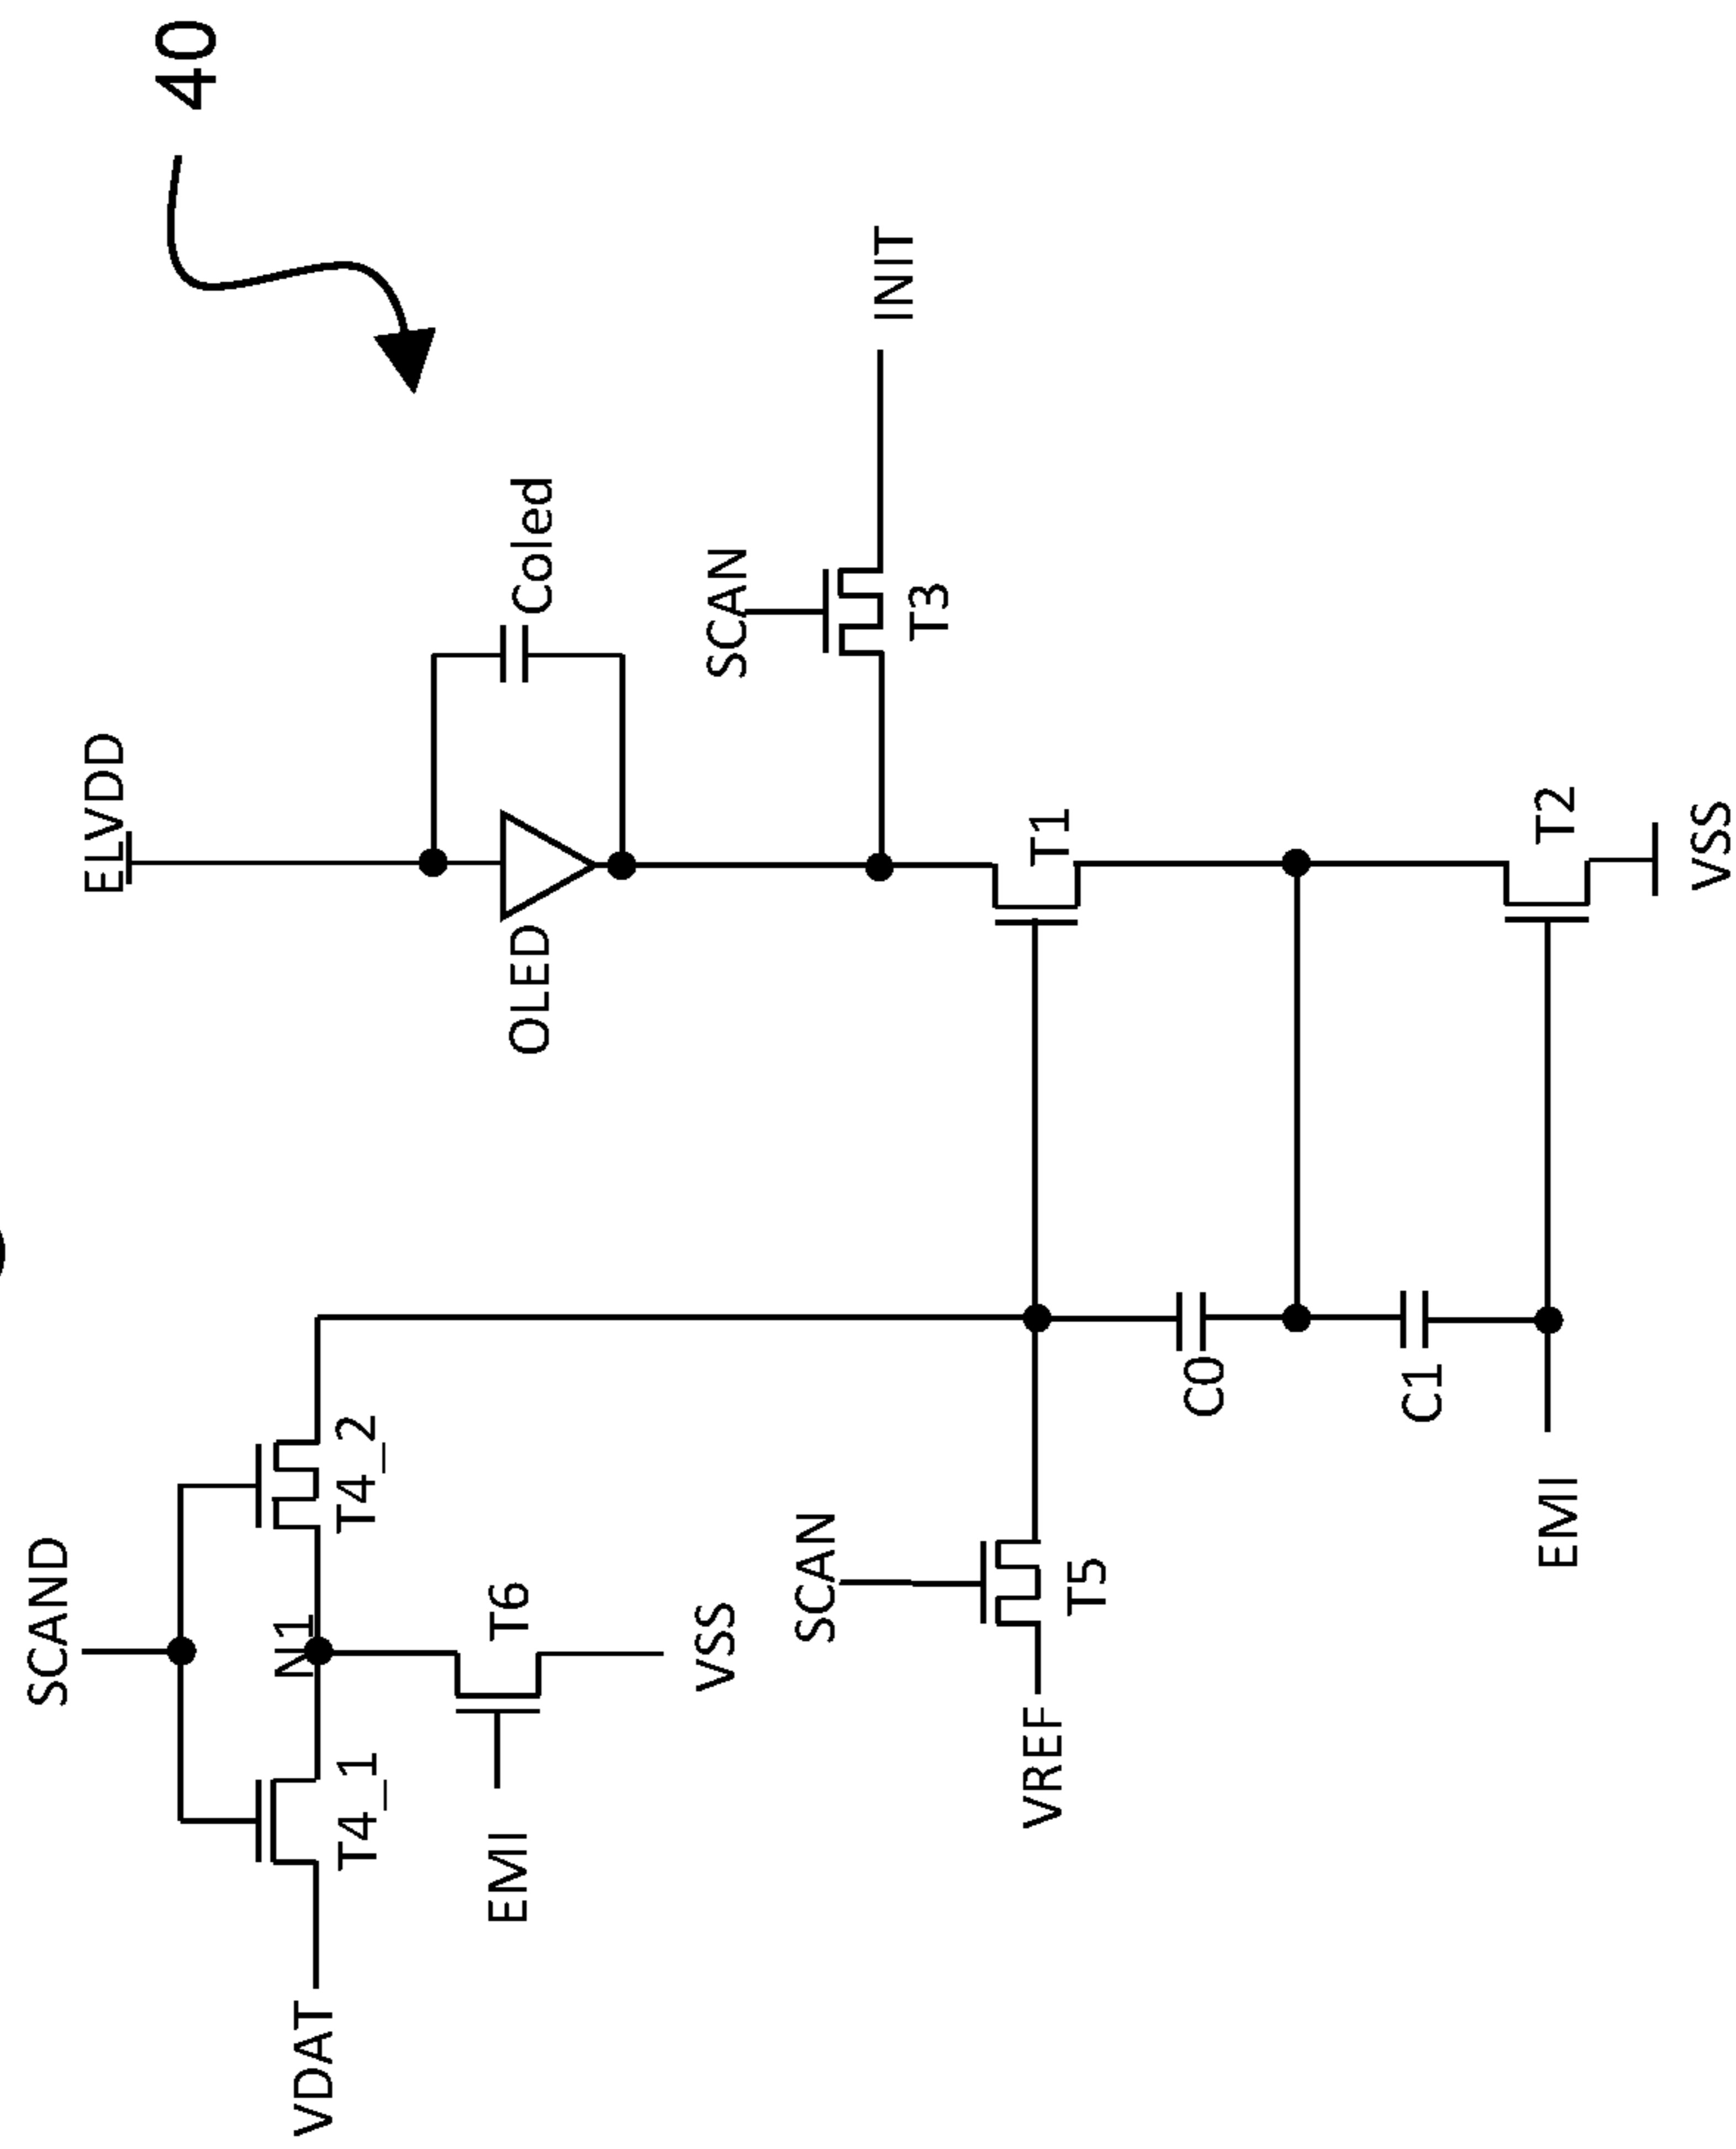 40
ELVDD
Coled
OLED
INIT
SCAN
T3
T1
T2
VSS
SCAND
N1
T4_2
T4_1
VDAT
T6
EMI
VSS
SCAN
T5
VREF
C0
C1
EMI